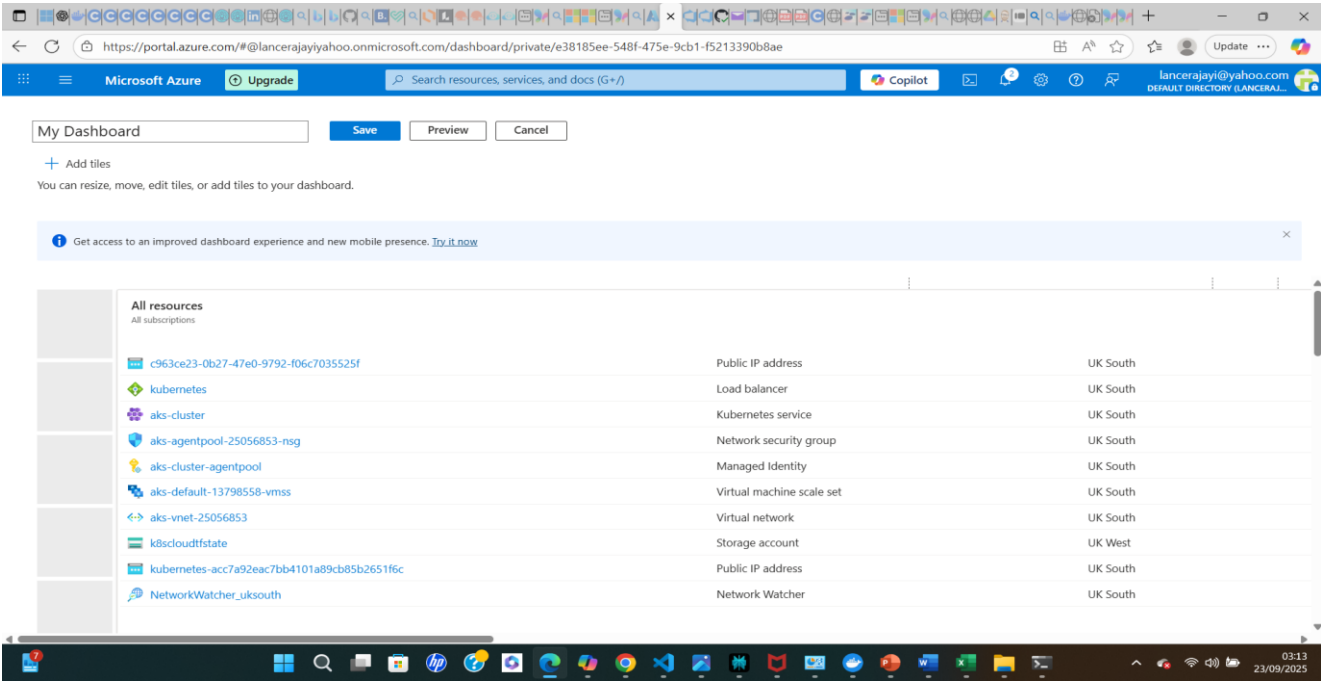 https://portal.azure.com/#@lancerajayiyahoo.onmicrosoft.com/dashboard/private/e38185ee-548f-475e-9cb1-f5213390b8ae
Update
Microsoft Azure
Upgrade
Search resources, services, and docs (G+/)
Copilot
2
lancerajayi@yahoo.com
DEFAULT DIRECTORY (LANCERAJ...
My Dashboard
Save
Preview
Cancel
Add tiles
You can resize, move, edit tiles, or add tiles to your dashboard.
Get access to an improved dashboard experience and new mobile presence. Try it now
All resources
All subscriptions
c963ce23-0b27-47e0-9792-f06c7035525f Public IP address UK South
kubernetes Load balancer UK South
aks-cluster Kubernetes service UK South
aks-agentpool-25056853-nsg Network security group UK South
aks-cluster-agentpool Managed Identity UK South
aks-default-13798558-vmss Virtual machine scale set UK South
aks-vnet-25056853 Virtual network UK South
k8scloudtfstate Storage account UK West
kubernetes-acc7a92eac7bb4101a89cb85b2651f6c Public IP address UK South
NetworkWatcher_uksouth Network Watcher UK South
7
hp
03:13
23/09/2025